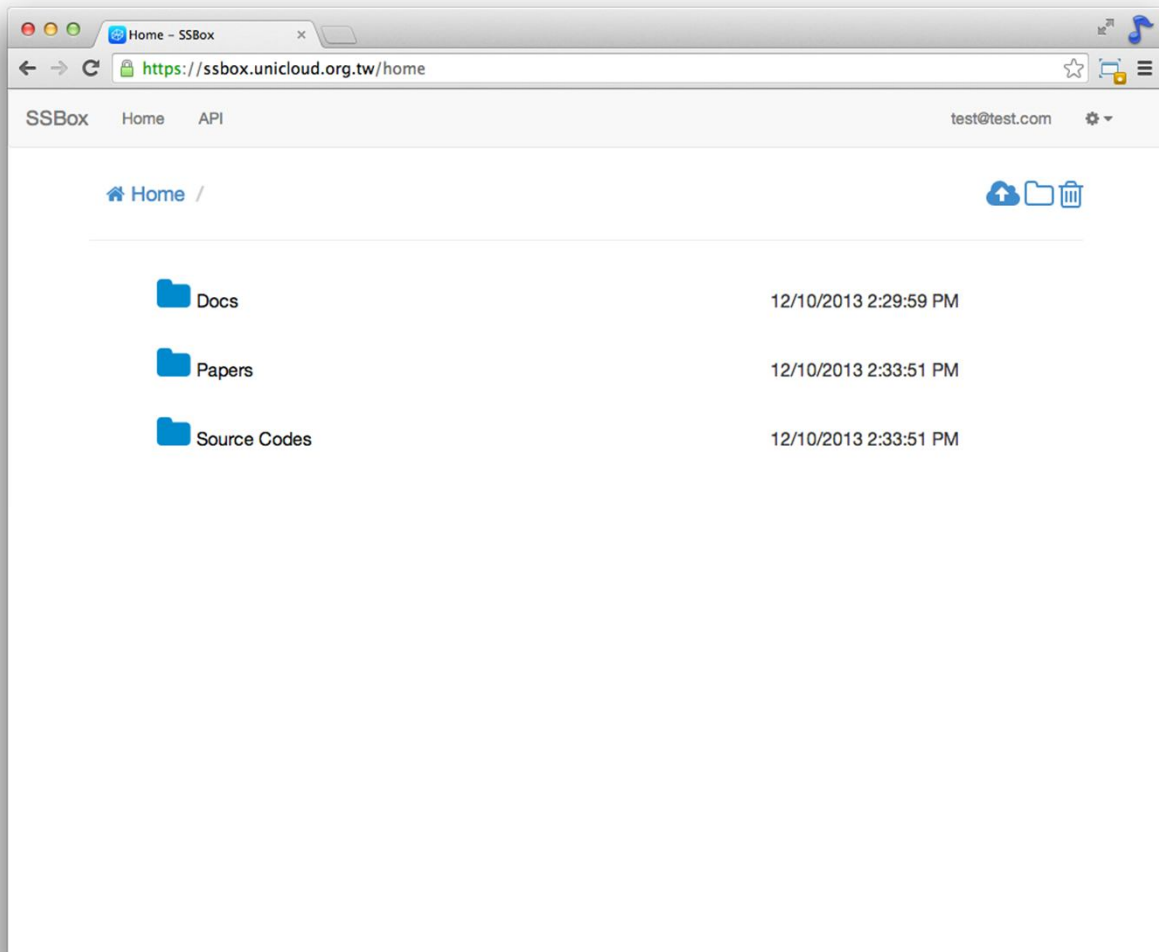 Home - SSBox
https://ssbox.unicloud.org.tw/home
SSBox Home API test@test.com
Home /
Docs 12/10/2013 2:29:59 PM
Papers 12/10/2013 2:33:51 PM
Source Codes 12/10/2013 2:33:51 PM